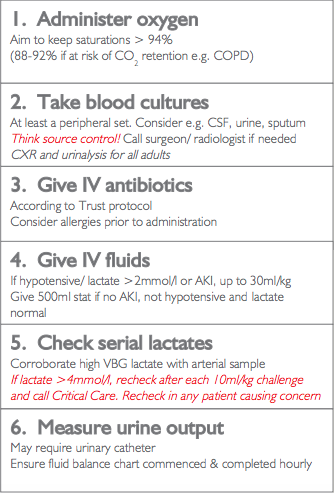 1. Administer oxygen
Aim to keep saturations > 94%
(88-92% if at risk of CO2 retention e.g. COPD)
2. Take blood cultures
At least a peripheral set. Consider e.g. CSF, urine, sputum
Think source control! Call surgeon/ radiologist if needed
CXR and urinalysis for all adults
3. Give IV antibiotics
According to Trust protocol
Consider allergies prior to administration
4. Give IV fluids
If hypotensive/ lactate >2mmol/l or AKI, up to 30ml/kg
Give 500ml stat if no AKI, not hypotensive and lactate
normal
5. Check serial lactates
Corroborate high VBG lactate with arterial sample
If lactate >4mmol/l, recheck after each 10ml/kg challenge
and call Critical Care. Recheck in any patient causing concern
6. Measure urine output
May require urinary catheter
Ensure fluid balance chart commenced & completed hourly